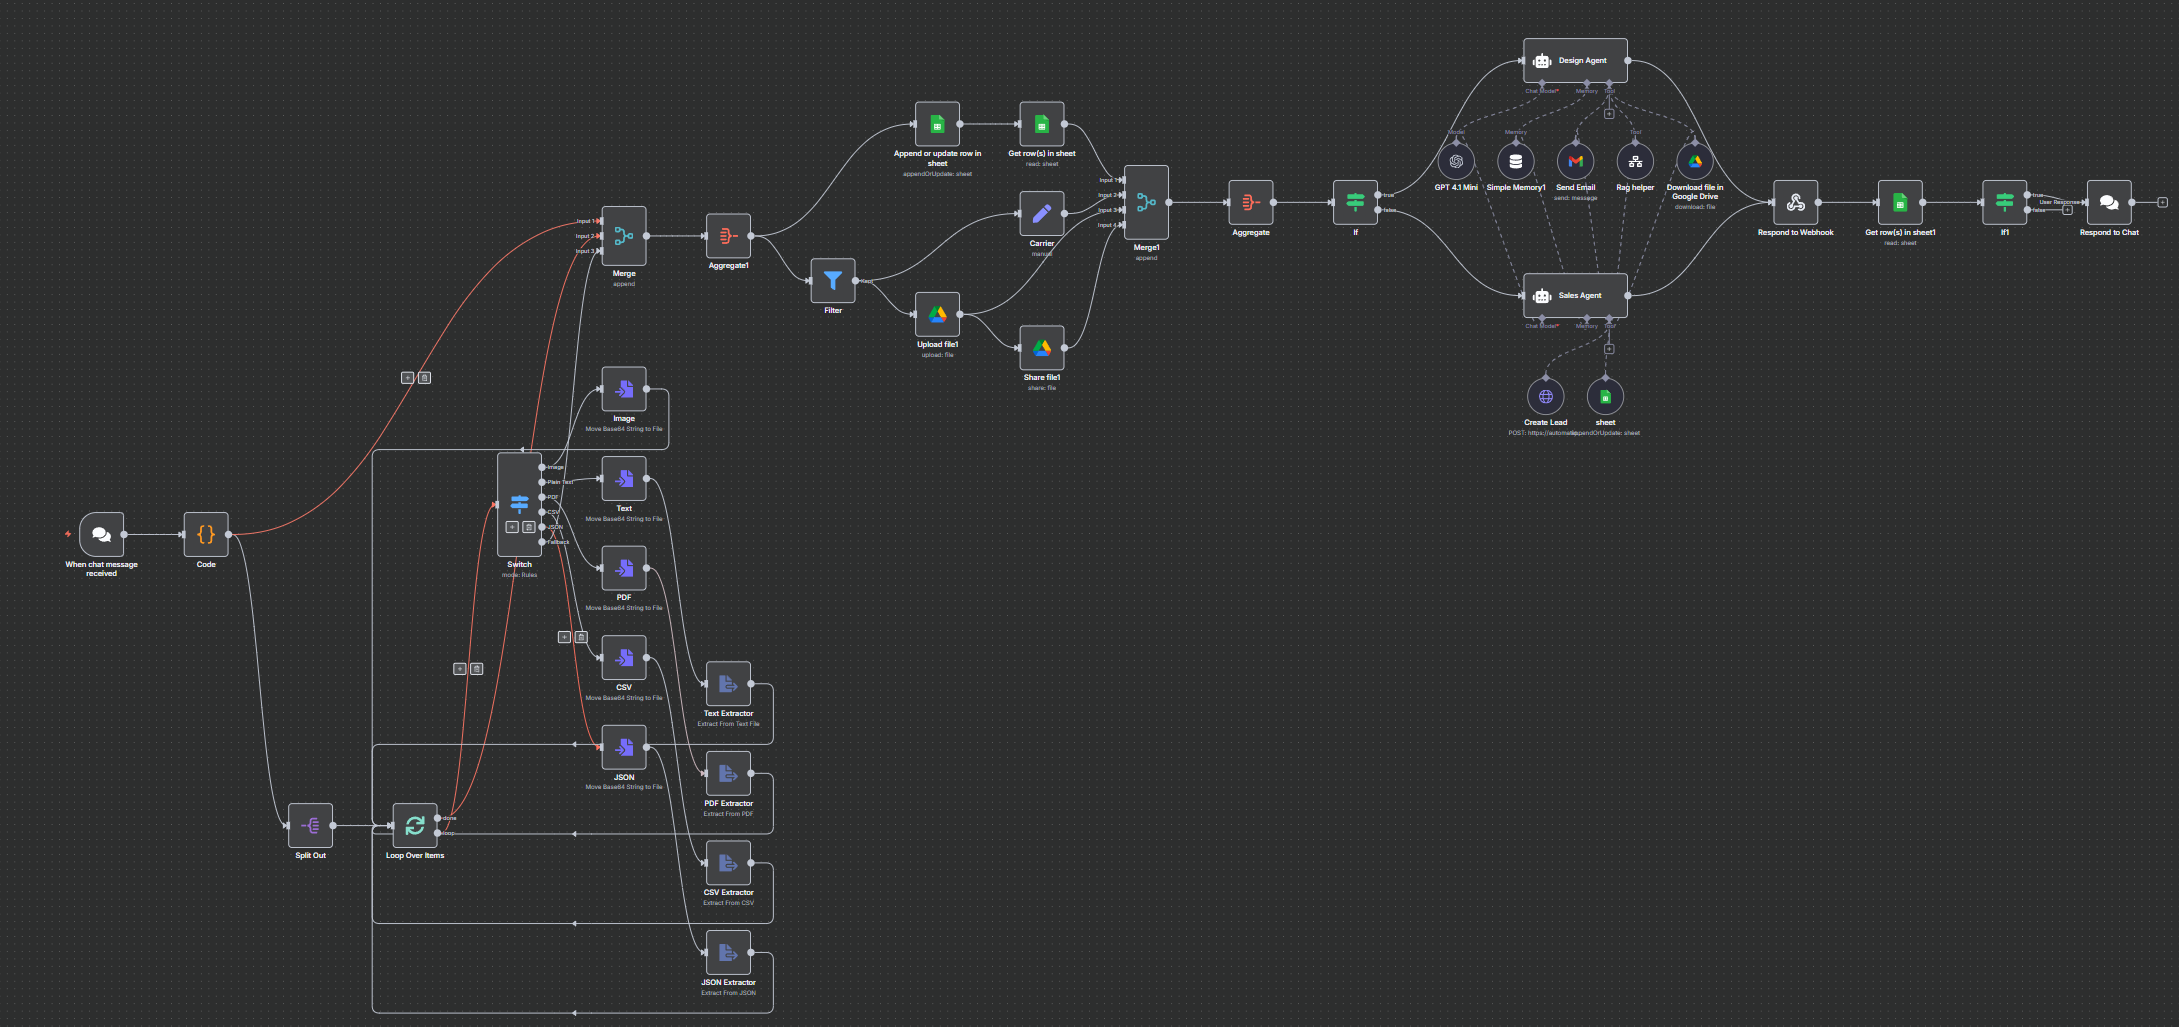 Design Agent
Chat Model*
Memory
Tool
Model
Memory
Tool
GPT 4.1 Mini
Simple Memory1
Send Email
send: message
Rag helper
Download file in
Google Drive
download: file
Append or update row in
sheet
appendOrUpdate: sheet
Get row(s) in sheet
read: sheet
Input 1
Input 2
Input 3
Input 4
Merge1
append
Carrier
manual
Aggregate
If
true
false
Respond to Webhook
Get row(s) in sheet1
read: sheet
If1
true
false
User Response
Respond to Chat
Input 1
Input 2
Input 3
Merge
append
Aggregate1
Filter
Kept
Upload file1
upload: file
Share file1
share: file
Sales Agent
Chat Model*
Memory
Tool
Create Lead
POST: https://automatio
sheet
appendOrUpdate: sheet
Image
Move Base64 String to File
Image
Plain Text
PDF
CSV
JSON
Fallback
Switch
mode: Rules
Text
Move Base64 String to File
When chat message
received
Code
PDF
Move Base64 String to File
CSV
Move Base64 String to File
Text Extractor
Extract From Text File
JSON
Move Base64 String to File
PDF Extractor
Extract From PDF
Split Out
done
loop
Loop Over Items
CSV Extractor
Extract From CSV
JSON Extractor
Extract From JSON